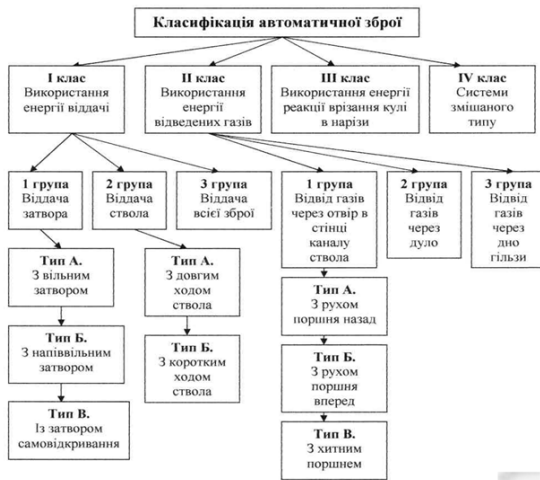 Класифікація автоматичної зброї
І клас
Використання
енергії віддачі
ІІ клас
Використання
енергії
відведених газів
ІІІ клас
Використання енергії
реакції врізання кулі
в нарізи
IV клас
Системи
змішаного
типу
1 група
Віддача
затвора
2 група
Віддача
ствола
3 група
Віддача
всієї зброї
1 група
Відвід газів
через отвір в
стінці
каналу
ствола
2 група
Відвід
газів
через
дуло
3 група
Відвід
газів
через
дно
гільзи
Тип А.
З вільним
затвором
Тип Б.
З напіввільним
затвором
Тип В.
Із затвором
самовідкривання
Тип А.
З довгим
ходом
ствола
Тип Б.
З коротким
ходом
ствола
Тип А.
З рухом
поршня назад
Тип Б.
З рухом
поршня
вперед
Тип В.
З хитним
поршнем